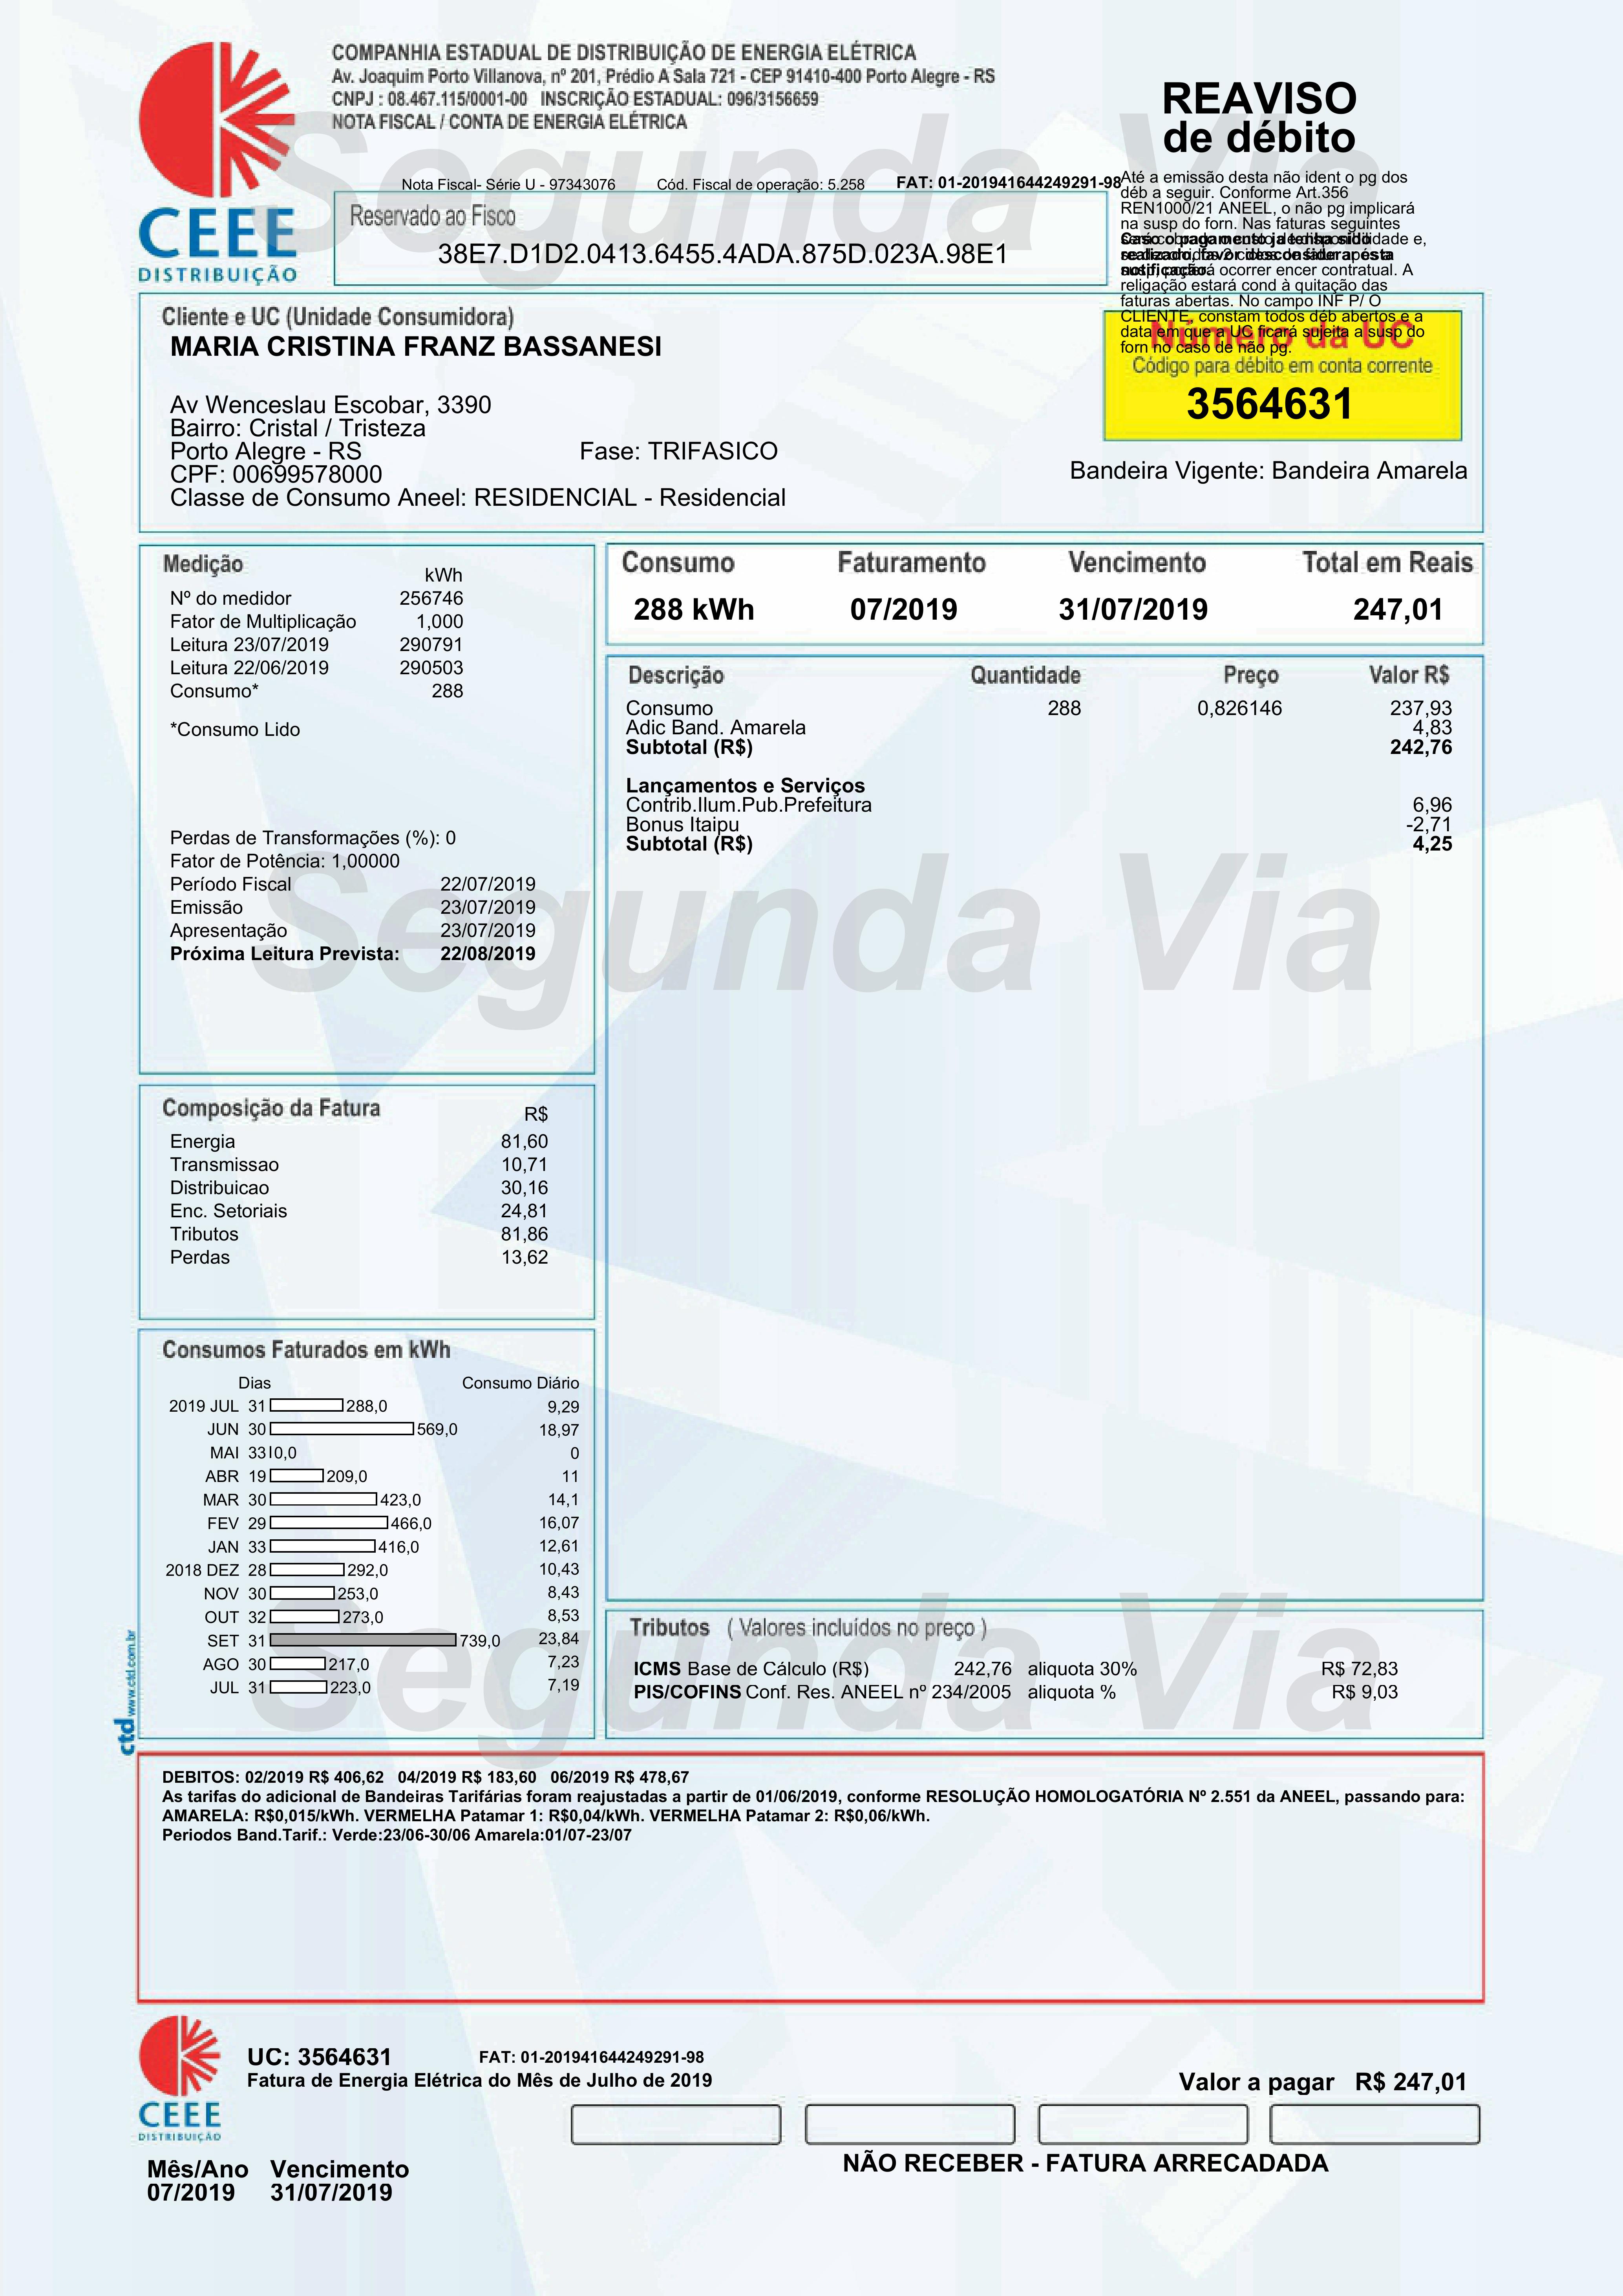 COMPANHIA ESTADUAL DE DISTRIBUIÇÃO DE ENERGIA ELÉTRICA
Av. Joaquim Porto Villanova, nº 201, Prédio A Sala 721 - CEP 91410-400 Porto Alegre - RS
CNPJ : 08.467.115/0001-00 INSCRIÇÃO ESTADUAL: 096/3156659
NOTA FISCAL / CONTA DE ENERGIA ELÉTRICA
CEEE
DISTRIBUIÇÃO
REAVISO
de débito
Nota Fiscal- Série U - 97343076 Cód. Fiscal de operação: 5.258 FAT: 01-201941644249291-98
Reservado ao Fisco
38E7.D1D2.0413.6455.4ADA.875D.023A.98E1
Até a emissão desta não ident o pg dos
déb a seguir. Conforme Art.356
REN1000/21 ANEEL, o não pg implicará
na susp do forn. Nas faturas seguintes
Caso o pagamento ja tenha sido
realizado, favor desconsiderar esta
notificação.
religação estará cond à quitação das
faturas abertas. No campo INF P/ O
CLIENTE, constam todos déb abertos e a
data em que a UC ficará sujeita a susp do
forn no caso de não pg.
Número da UC
Código para débito em conta corrente
3564631
Bandeira Vigente: Bandeira Amarela
Cliente e UC (Unidade Consumidora)
MARIA CRISTINA FRANZ BASSANESI
Av Wenceslau Escobar, 3390
Bairro: Cristal / Tristeza
Porto Alegre - RS Fase: TRIFASICO
CPF: 00699578000
Classe de Consumo Aneel: RESIDENCIAL - Residencial
Medição
kWh
Nº do medidor 256746
Fator de Multiplicação 1,000
Leitura 23/07/2019 290791
Leitura 22/06/2019 290503
Consumo* 288
*Consumo Lido
Perdas de Transformações (%): 0
Fator de Potência: 1,00000
Período Fiscal 22/07/2019
Emissão 23/07/2019
Apresentação 23/07/2019
Próxima Leitura Prevista: 22/08/2019
Consumo Faturamento Vencimento Total em Reais
288 kWh 07/2019 31/07/2019 247,01
Descrição Quantidade Preço Valor R$
Consumo 288 0,826146 237,93
Adic Band. Amarela 4,83
Subtotal (R$) 242,76
Lançamentos e Serviços
Contrib.Ilum.Pub.Prefeitura 6,96
Bonus Itaipu -2,71
Subtotal (R$) 4,25
Composição da Fatura R$
Energia 81,60
Transmissao 10,71
Distribuicao 30,16
Enc. Setoriais 24,81
Tributos 81,86
Perdas 13,62
Consumos Faturados em kWh
Dias Consumo Diário
2019 JUL 31 288,0 9,29
JUN 30 569,0 18,97
MAI 33 0,0 0
ABR 19 209,0 11
MAR 30 423,0 14,1
FEV 29 466,0 16,07
JAN 33 416,0 12,61
2018 DEZ 28 292,0 10,43
NOV 30 253,0 8,43
OUT 32 273,0 8,53
SET 31 739,0 23,84
AGO 30 217,0 7,23
JUL 31 223,0 7,19
Tributos ( Valores incluídos no preço )
ICMS Base de Cálculo (R$) 242,76 aliquota 30% R$ 72,83
PIS/COFINS Conf. Res. ANEEL nº 234/2005 aliquota % R$ 9,03
Segunda Via
Segunda Via
Segunda Via
ctd www.ctd.com.br
DEBITOS: 02/2019 R$ 406,62 04/2019 R$ 183,60 06/2019 R$ 478,67
As tarifas do adicional de Bandeiras Tarifárias foram reajustadas a partir de 01/06/2019, conforme RESOLUÇÃO HOMOLOGATÓRIA Nº 2.551 da ANEEL, passando para:
AMARELA: R$0,015/kWh. VERMELHA Patamar 1: R$0,04/kWh. VERMELHA Patamar 2: R$0,06/kWh.
Periodos Band.Tarif.: Verde:23/06-30/06 Amarela:01/07-23/07
CEEE
DISTRIBUIÇÃO
UC: 3564631 FAT: 01-201941644249291-98
Fatura de Energia Elétrica do Mês de Julho de 2019
Valor a pagar R$ 247,01
NÃO RECEBER - FATURA ARRECADADA
Mês/Ano Vencimento
07/2019 31/07/2019